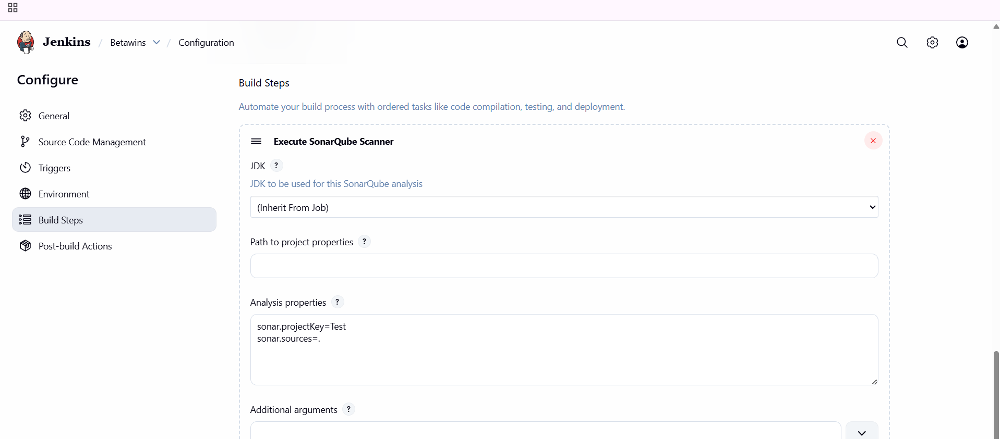 Jenkins / Betawins / Configuration
Configure
General
Source Code Management
Triggers
Environment
Build Steps
Post-build Actions
Build Steps
Automate your build process with ordered tasks like code compilation, testing, and deployment.
Execute SonarQube Scanner
JDK ?
JDK to be used for this SonarQube analysis
(Inherit From Job)
Path to project properties ?
Analysis properties ?
sonar.projectKey=Test
sonar.sources=.
Additional arguments ?